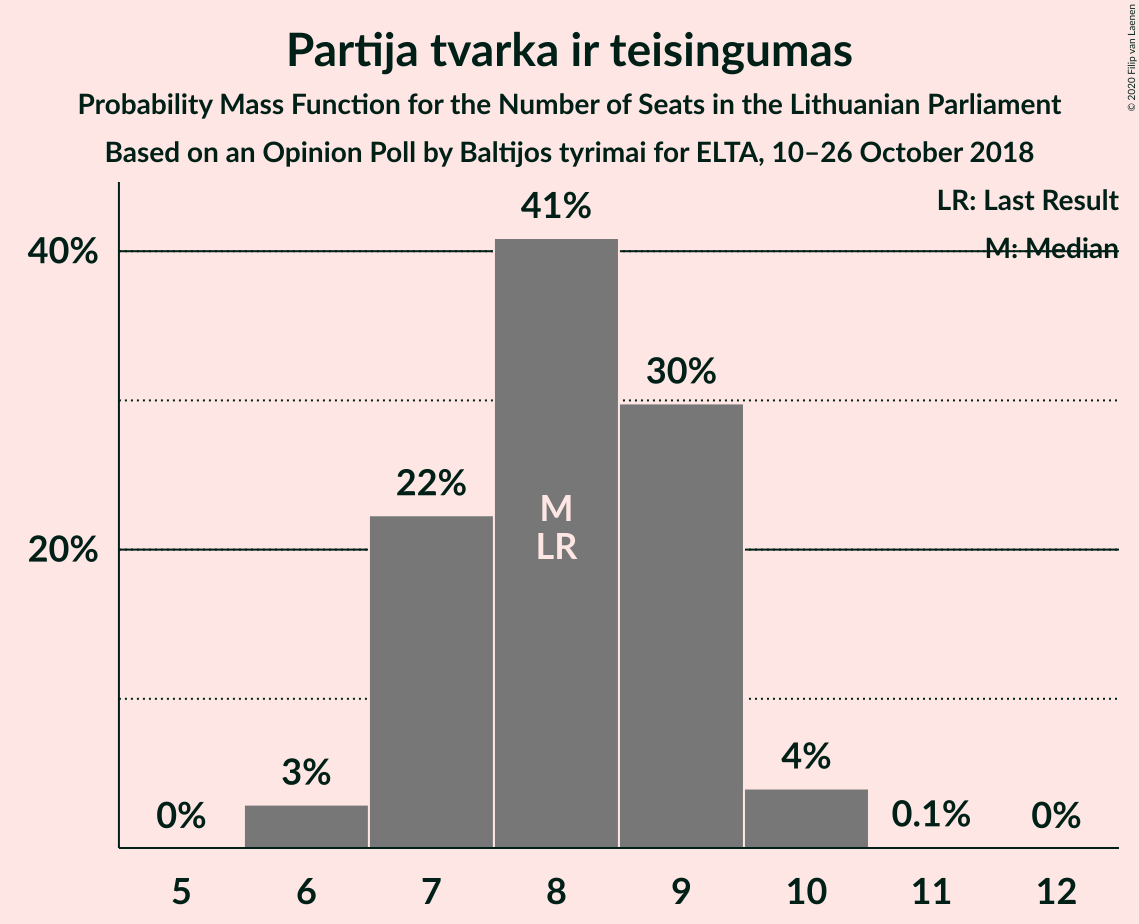 Partija tvarka ir teisingumas
Probability Mass Function for the Number of Seats in the Lithuanian Parliament
Based on an Opinion Poll by Baltijos tyrimai for ELTA, 10–26 October 2018
© 2020 Filip van Laenen
LR: Last Result
M: Median
40%
20%
0%
3%
22%
41%
30%
4%
0.1%
0%
M
LR
5 6 7 8 9 10 11 12